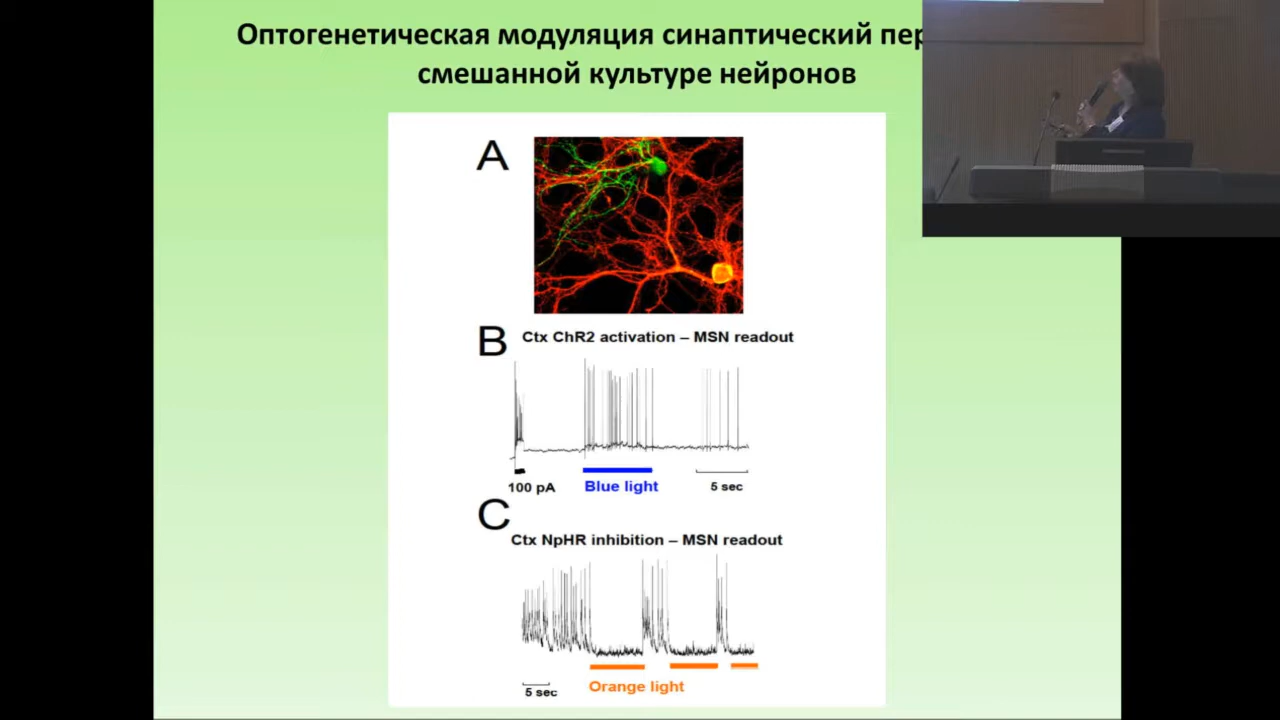 Оптогенетическая модуляция синаптический
смешанной культуре нейронов
A
B
Ctx ChR2 activation – MSN readout
100 pA
Blue light
5 sec
C
Ctx NpHR inhibition – MSN readout
5 sec
Orange light